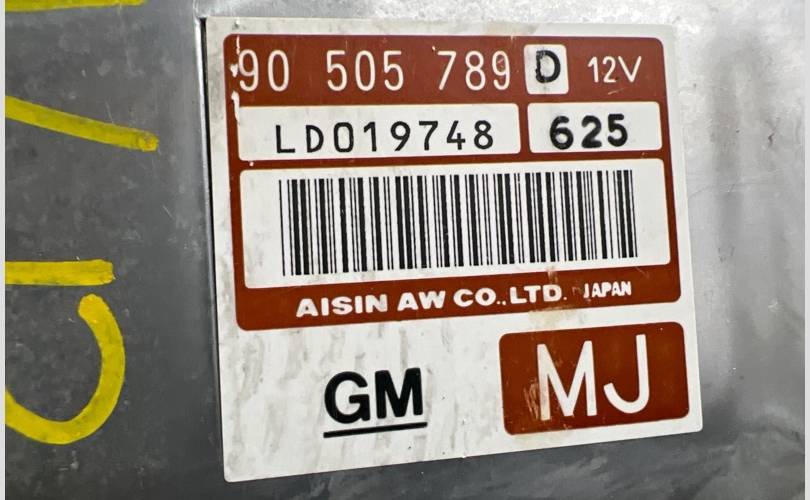 90 505 789 D 12V
LD019748 625
AISIN AW CO.,LTD. JAPAN
GM MJ